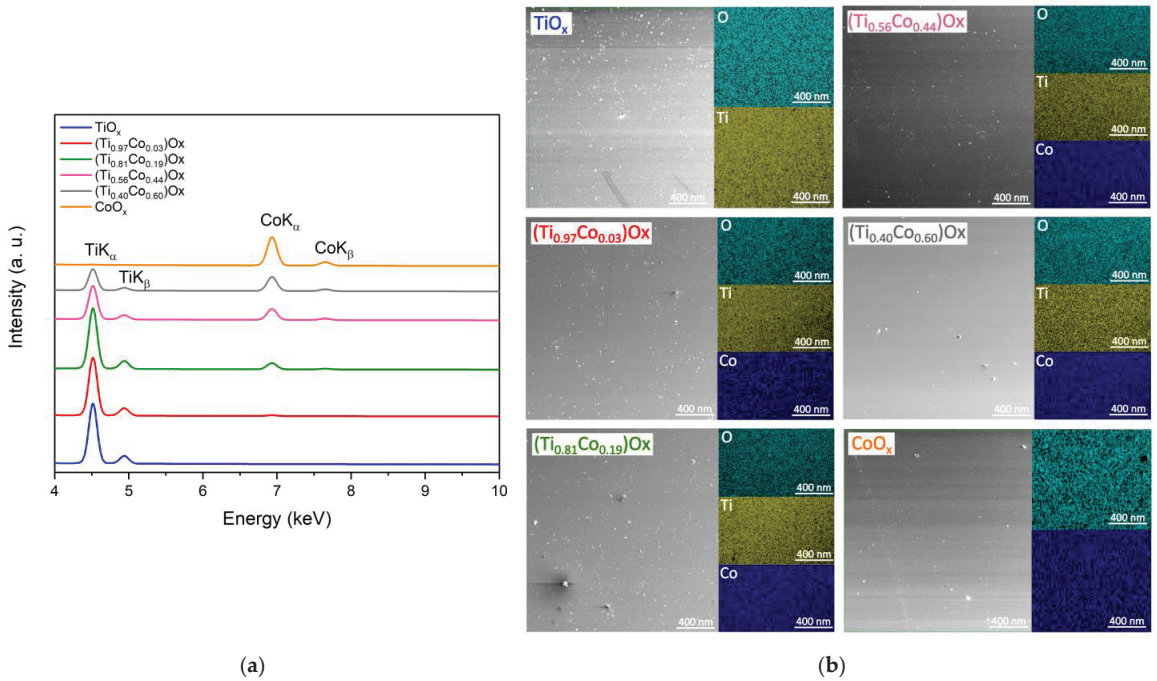 TiOx
(Ti0.97Co0.03)Ox
(Ti0.81Co0.19)Ox
(Ti0.56Co0.44)Ox
(Ti0.40Co0.60)Ox
CoOx
TiKα
TiKβ
CoKα
CoKβ
Intensity (a. u.)
4 5 6 7 8 9 10
Energy (keV)
(a)
TiOx
400 nm
O
400 nm
Ti
400 nm
(Ti0.56Co0.44)Ox
400 nm
O
400 nm
Ti
400 nm
Co
400 nm
(Ti0.97Co0.03)Ox
400 nm
O
400 nm
Ti
400 nm
Co
400 nm
(Ti0.40Co0.60)Ox
400 nm
O
400 nm
Ti
400 nm
Co
400 nm
(Ti0.81Co0.19)Ox
400 nm
O
400 nm
Ti
400 nm
Co
400 nm
CoOx
400 nm
400 nm
400 nm
(b)